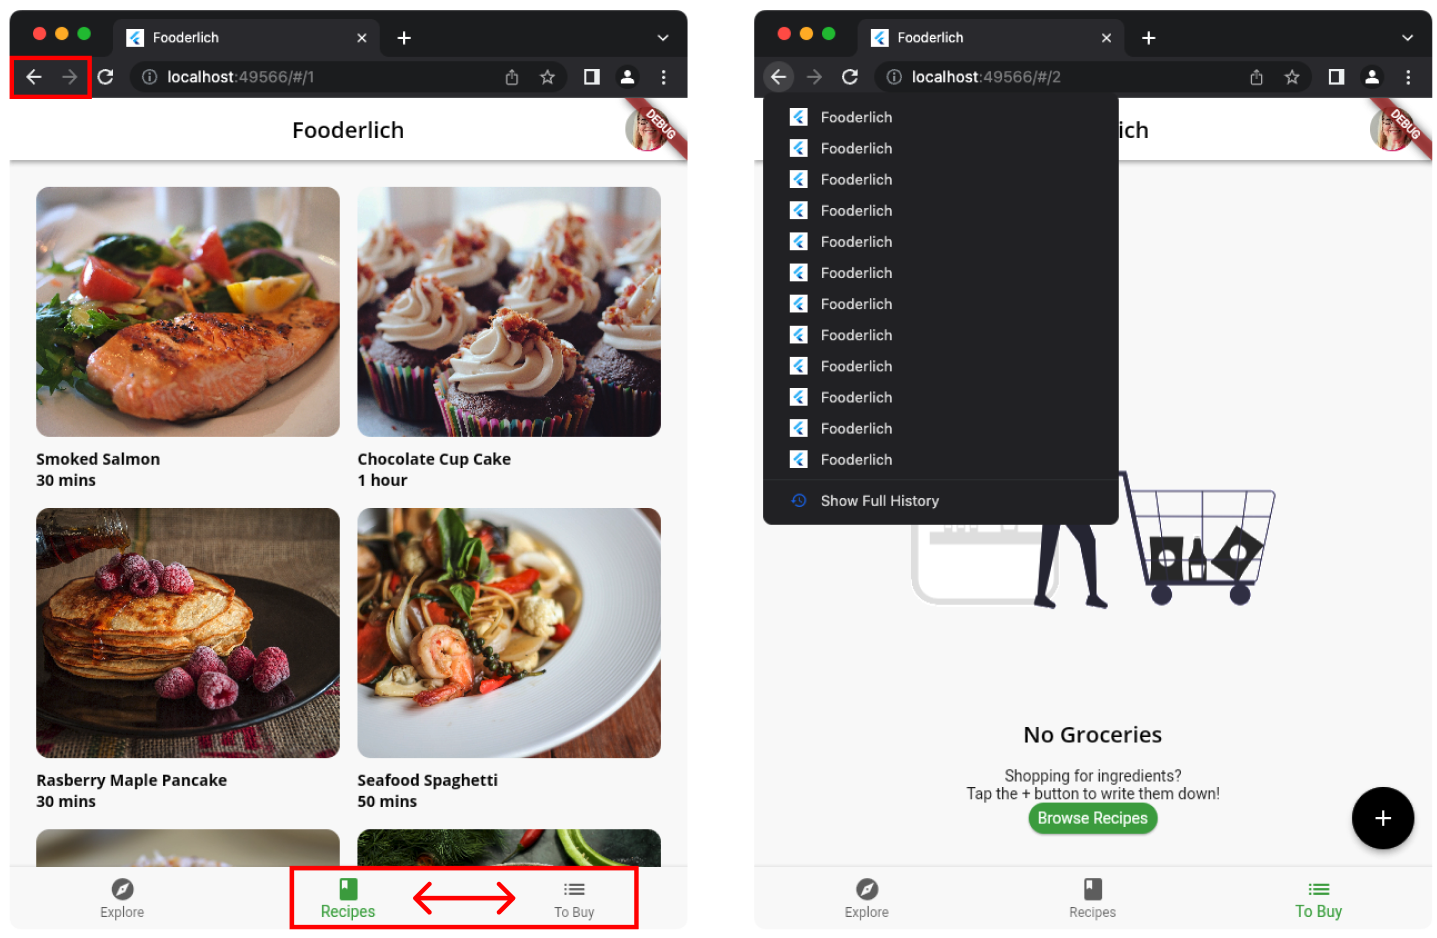 Fooderlich
localhost:49566/#/1
Fooderlich
DEBUG
Smoked Salmon
30 mins
Chocolate Cup Cake
1 hour
Rasberry Maple Pancake
30 mins
Seafood Spaghetti
50 mins
Explore
Recipes
To Buy
Fooderlich
localhost:49566/#/2
Fooderlich
Fooderlich
Fooderlich
Fooderlich
Fooderlich
Fooderlich
Fooderlich
Fooderlich
Fooderlich
Fooderlich
Fooderlich
Fooderlich
Show Full History
ich
DEBUG
No Groceries
Shopping for ingredients?
Tap the + button to write them down!
Browse Recipes
Explore
Recipes
To Buy